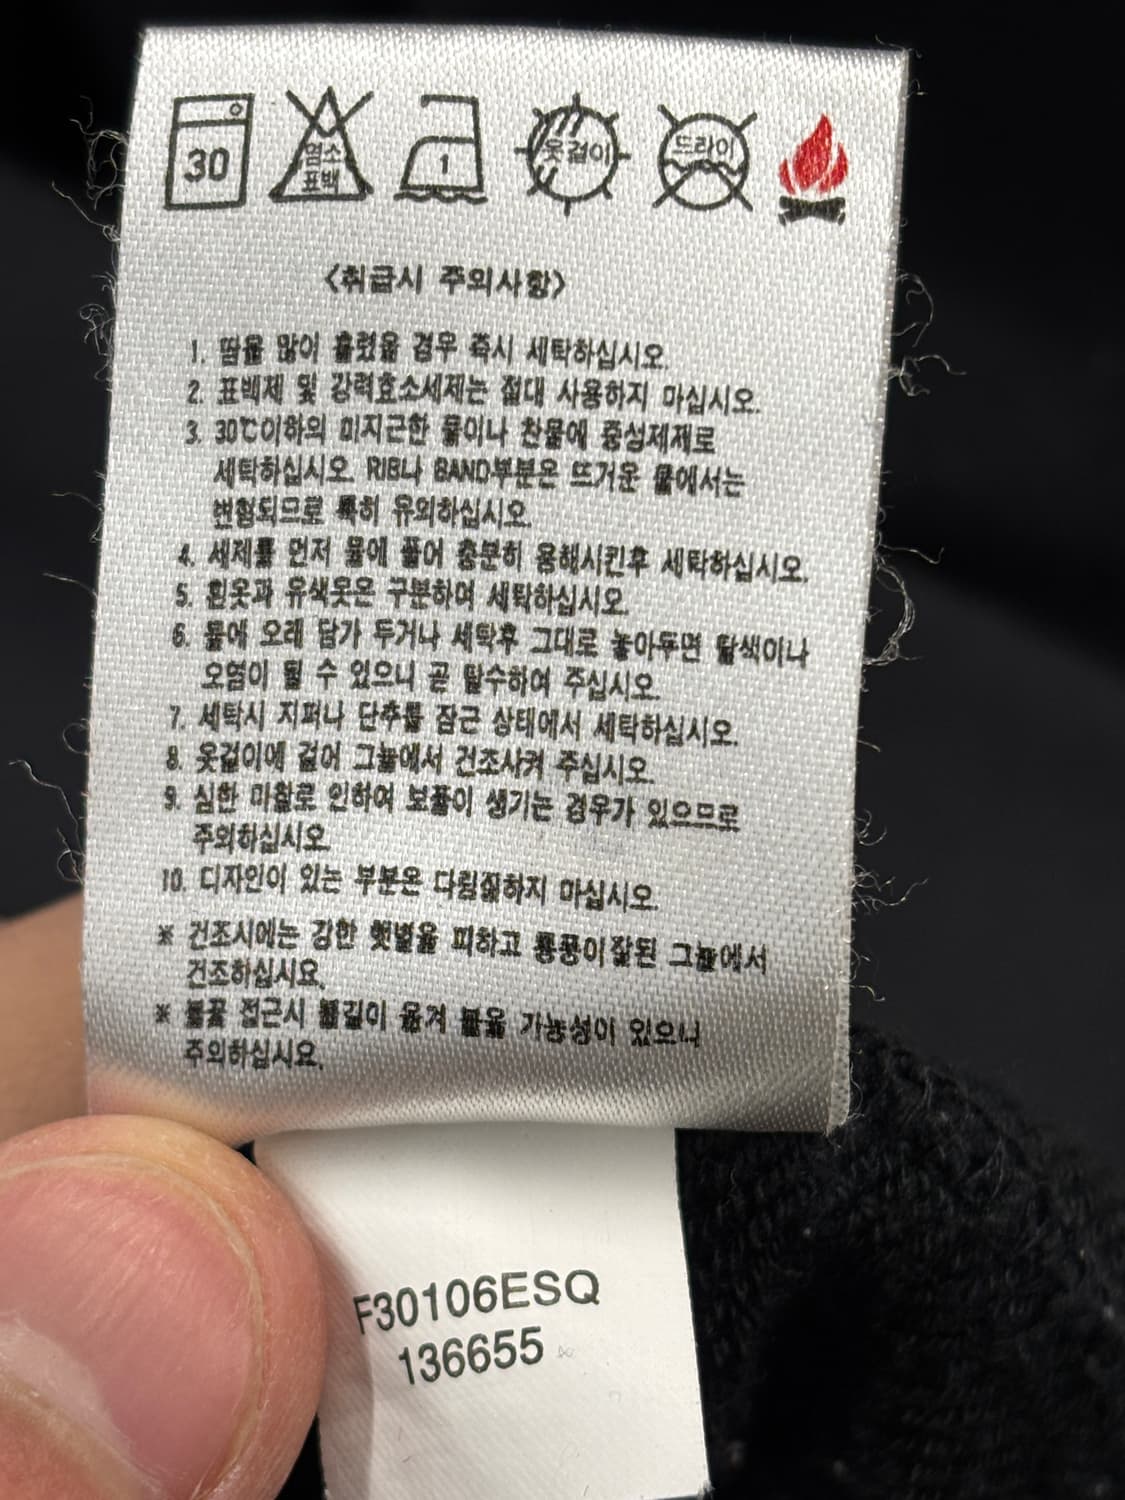 30
염소
표백
1
옷걸이
드라이
<취급시 주의사항>
1. 땀을 많이 흘렸을 경우 즉시 세탁하십시오.
2. 표백제 및 강력효소세제는 절대 사용하지 마십시오.
3. 30℃이하의 미지근한 물이나 찬물에 중성제제로
세탁하십시오. RIB나 BAND부분은 뜨거운 물에서는
변형되므로 특히 유의하십시오.
4. 세제를 먼저 물에 풀어 충분히 용해시킨후 세탁하십시오.
5. 흰옷과 유색옷은 구분하여 세탁하십시오.
6. 물에 오래 담가 두거나 세탁후 그대로 놓아두면 탈색이나
오염이 될 수 있으니 곧 탈수하여 주십시오.
7. 세탁시 지퍼나 단추를 잠근 상태에서 세탁하십시오.
8. 옷걸이에 걸어 그늘에서 건조시켜 주십시오.
9. 심한 마찰로 인하여 보풀이 생기는 경우가 있으므로
주의하십시오.
10. 디자인이 있는 부분은 다림질하지 마십시오.
※ 건조시에는 강한 햇볕을 피하고 통풍이잘된 그늘에서
건조하십시요.
※ 불꽃 접근시 불길이 옮겨 붙을 가능성이 있으니
주의하십시요.
F30106ESQ
136655